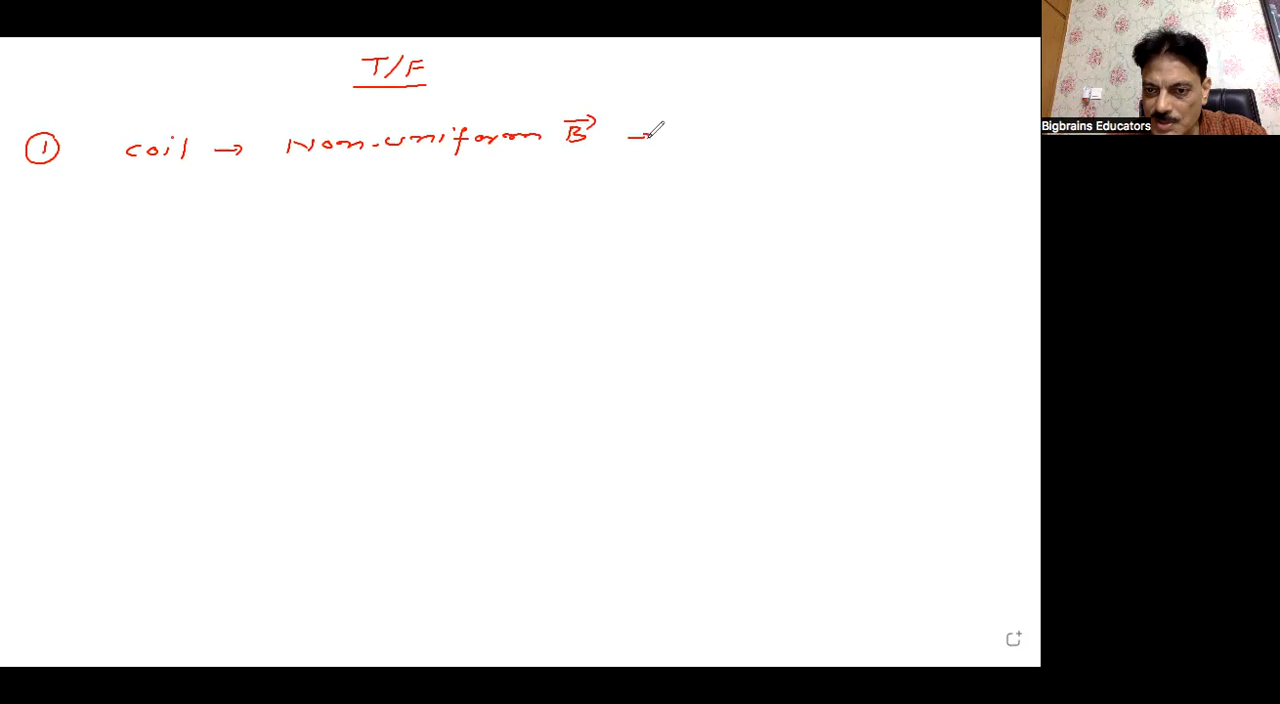 T/F
① coil → Non-uniform B⃗ →
Bigbrains Educators